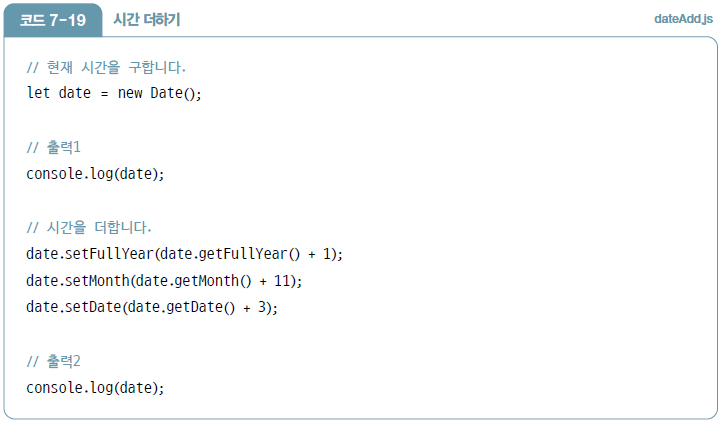 코드 7-19 시간 더하기 dateAdd.js
// 현재 시간을 구합니다.
let date = new Date();
// 출력1
console.log(date);
// 시간을 더합니다.
date.setFullYear(date.getFullYear() + 1);
date.setMonth(date.getMonth() + 11);
date.setDate(date.getDate() + 3);
// 출력2
console.log(date);